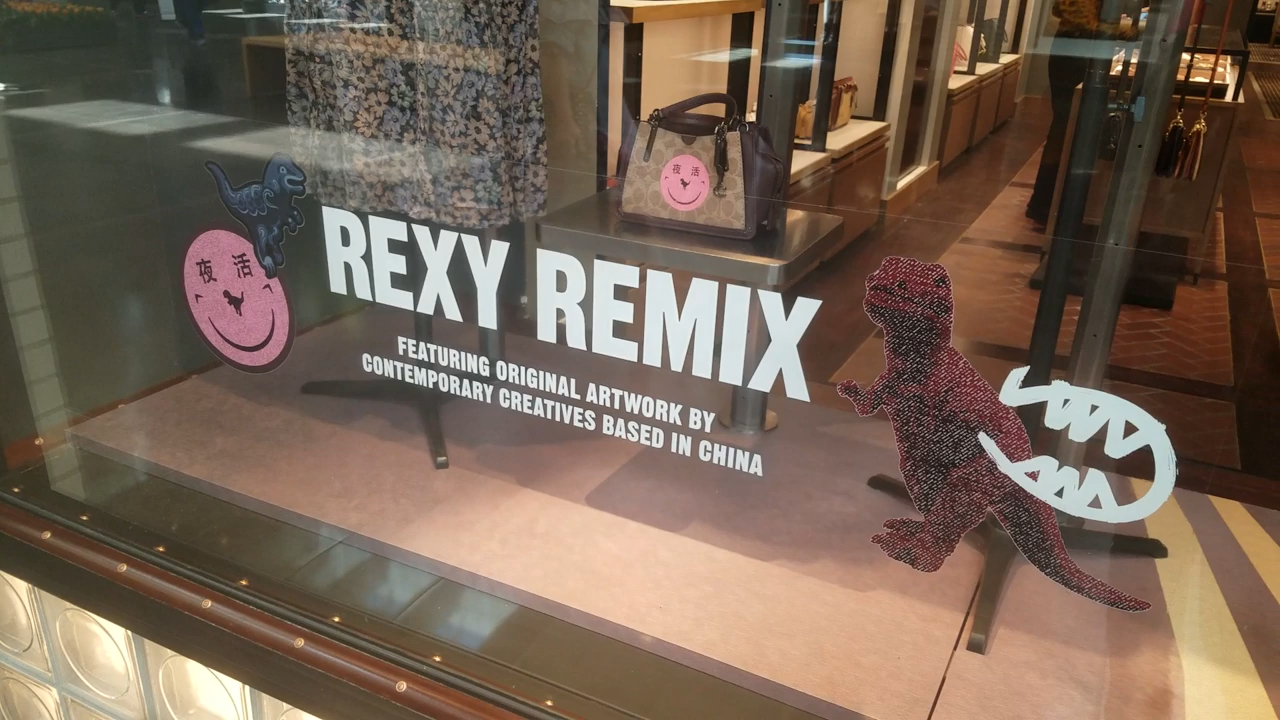 夜 活
REXY REMIX
FEATURING ORIGINAL ARTWORK BY
CONTEMPORARY CREATIVES BASED IN CHINA
夜 活